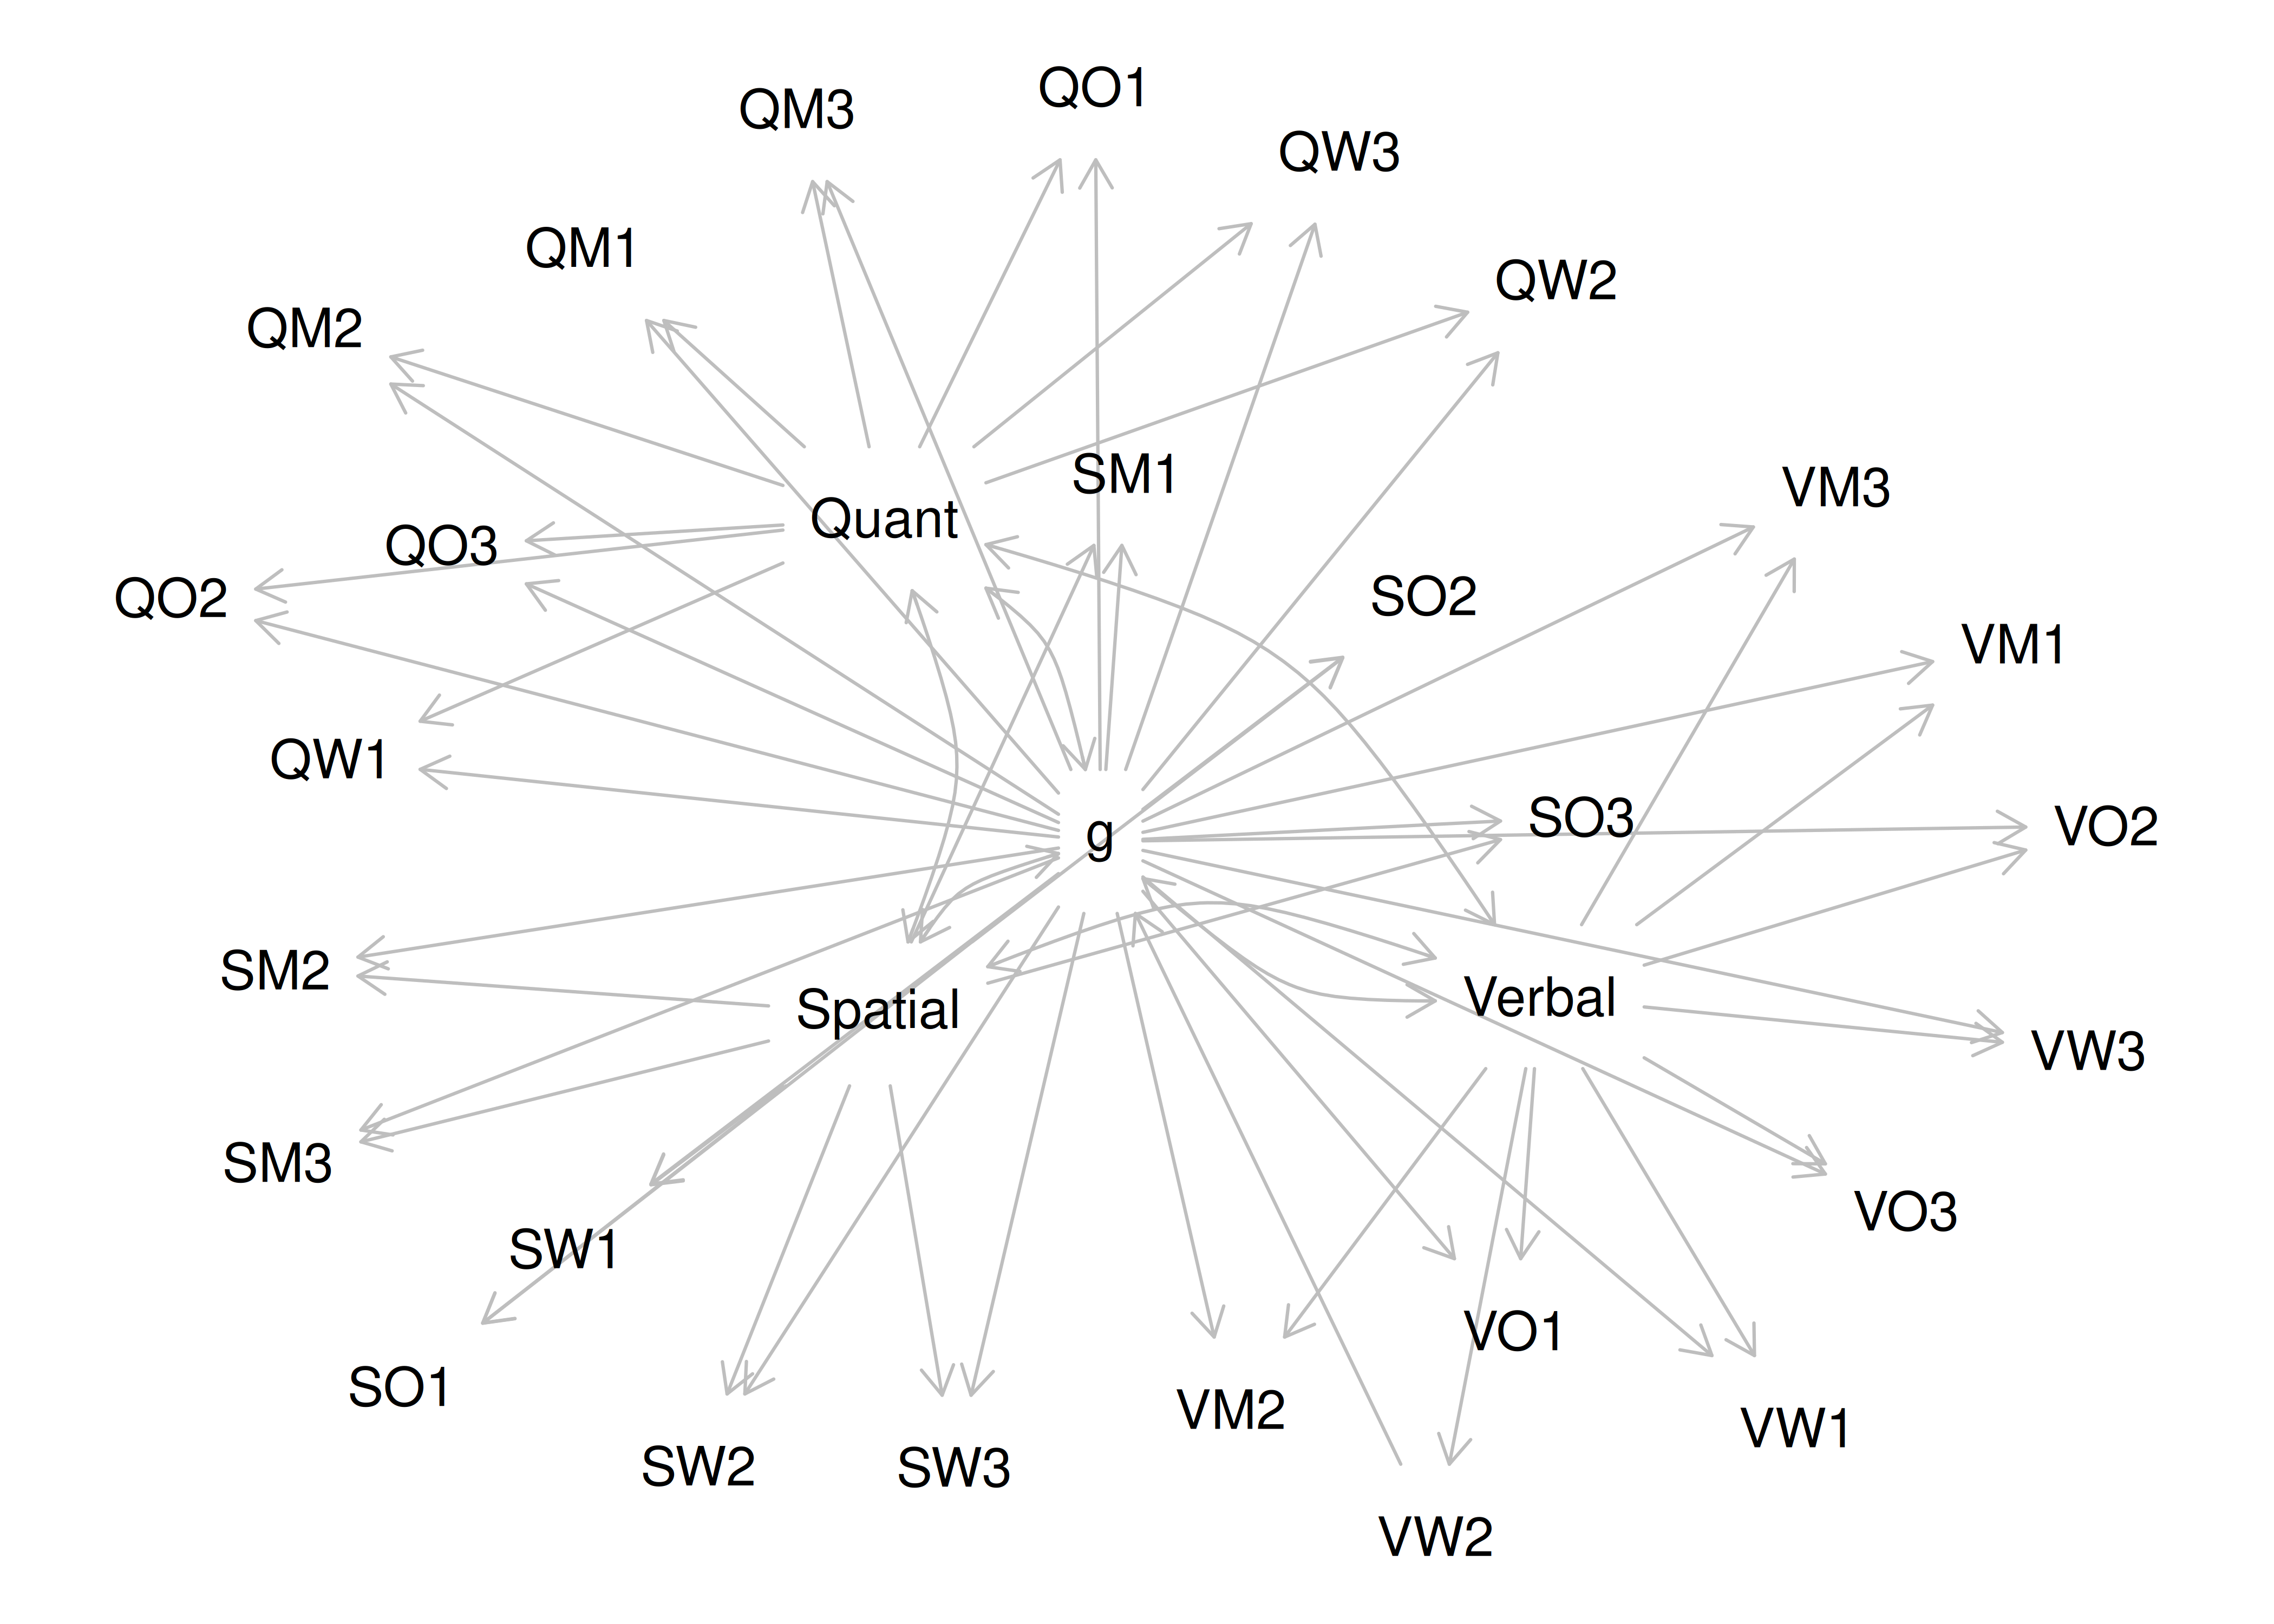 QO1
QM3
QW3
QM1
QW2
QM2
SM1
VM3
Quant
QO3
SO2
QO2
VM1
QW1
SO3
VO2
g
SM2
Verbal
Spatial
VW3
SM3
VO3
SW1
VO1
SO1
VM2
VW1
SW2
SW3
VW2